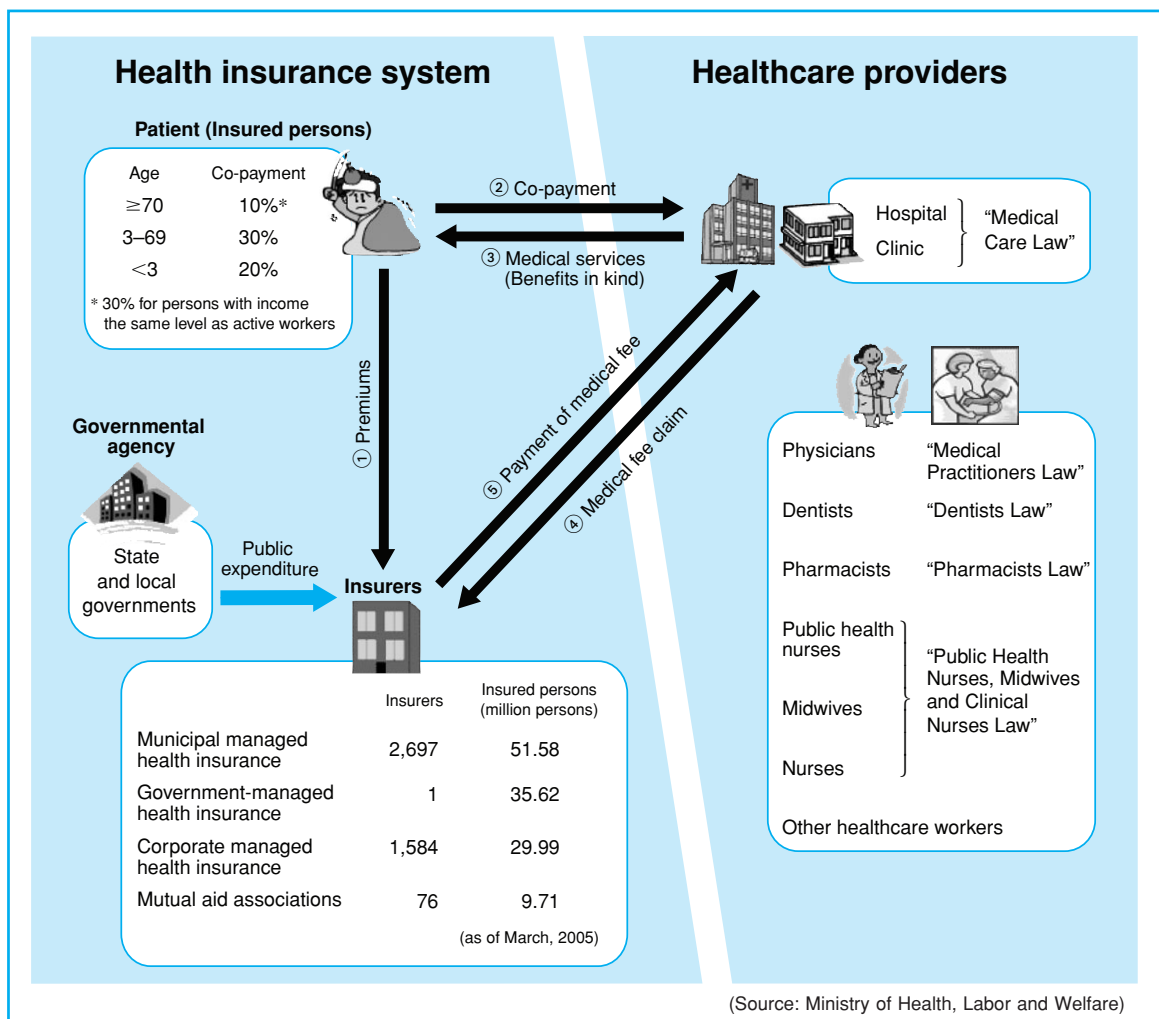 Health insurance system
Healthcare providers
Patient (Insured persons)
Age Co-payment
≥70 10%*
3–69 30%
<3 20%
* 30% for persons with income
the same level as active workers
② Co-payment
③ Medical services
(Benefits in kind)
Hospital
Clinic
“Medical
Care Law”
① Premiums
⑤ Payment of medical fee
④ Medical fee claim
Governmental
agency
State
and local
governments
Public
expenditure
Insurers
Insurers Insured persons
(million persons)
Municipal managed
health insurance 2,697 51.58
Government-managed
health insurance 1 35.62
Corporate managed
health insurance 1,584 29.99
Mutual aid associations 76 9.71
(as of March, 2005)
Physicians “Medical
Practitioners Law”
Dentists “Dentists Law”
Pharmacists “Pharmacists Law”
Public health
nurses
Midwives
Nurses
“Public Health
Nurses, Midwives
and Clinical
Nurses Law”
Other healthcare workers
(Source: Ministry of Health, Labor and Welfare)